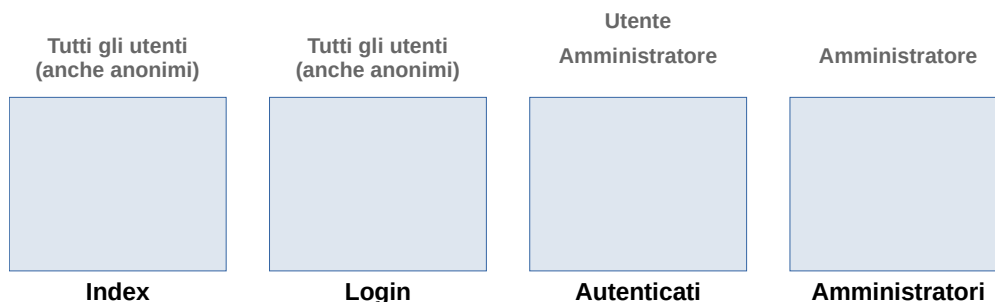 Tutti gli utenti
(anche anonimi)
Tutti gli utenti
(anche anonimi)
Utente
Amministratore
Amministratore
Index
Login
Autenticati
Amministratori